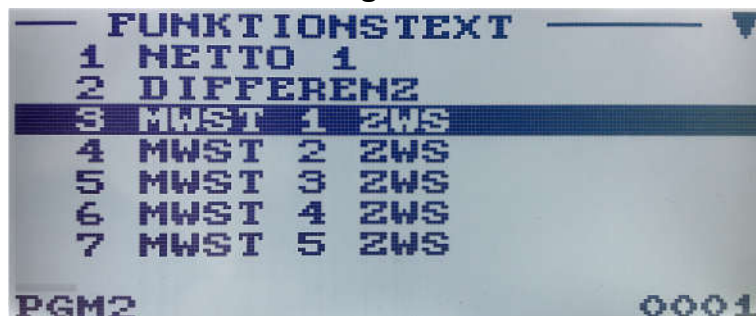 FUNKTIONSTEXT
1 NETTO 1
2 DIFFERENZ
3 MWST 1 ZWS
4 MWST 2 ZWS
5 MWST 3 ZWS
6 MWST 4 ZWS
7 MWST 5 ZWS
PGM2 0001